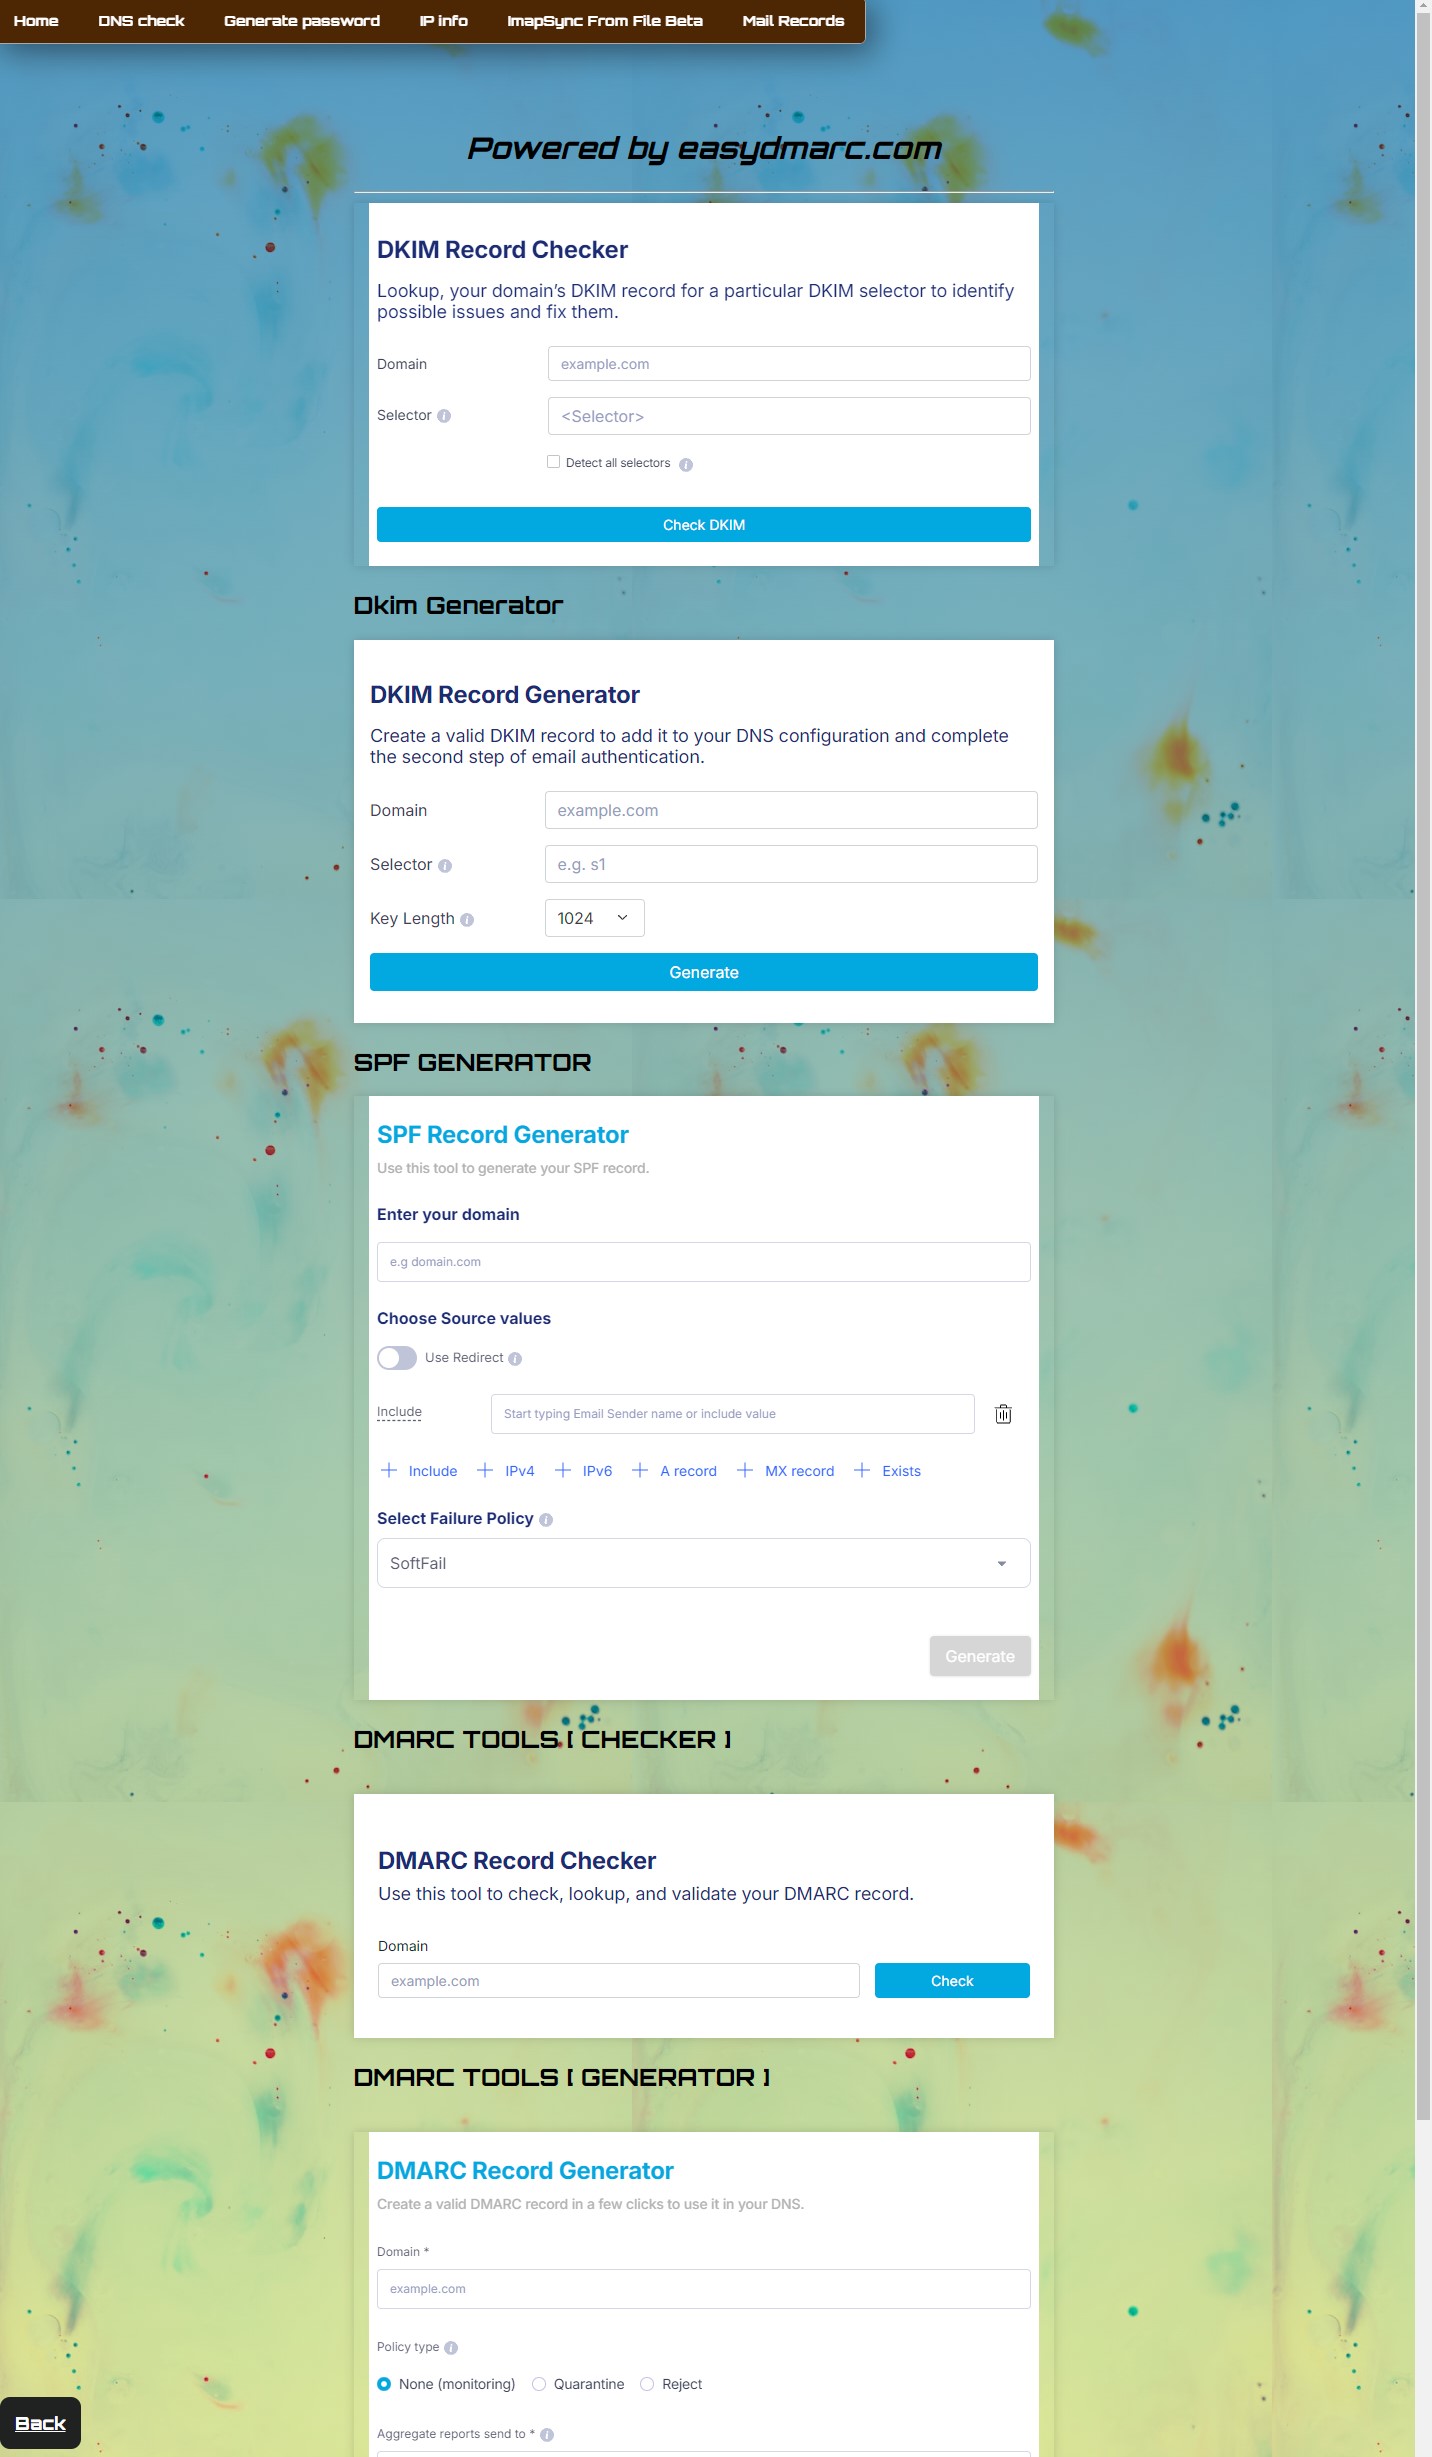 Home DNS check Generate password IP info ImapSync From File Beta Mail Records
Powered by easydmarc.com
DKIM Record Checker
Lookup, your domain’s DKIM record for a particular DKIM selector to identify
possible issues and fix them.
Domain example.com
Selector <Selector>
Detect all selectors
Check DKIM
Dkim Generator
DKIM Record Generator
Create a valid DKIM record to add it to your DNS configuration and complete
the second step of email authentication.
Domain example.com
Selector e.g. s1
Key Length 1024
Generate
SPF GENERATOR
SPF Record Generator
Use this tool to generate your SPF record.
Enter your domain
e.g domain.com
Choose Source values
Use Redirect
Include Start typing Email Sender name or include value
+ Include + IPv4 + IPv6 + A record + MX record + Exists
Select Failure Policy
SoftFail
Generate
DMARC TOOLS [ CHECKER ]
DMARC Record Checker
Use this tool to check, lookup, and validate your DMARC record.
Domain
example.com Check
DMARC TOOLS [ GENERATOR ]
DMARC Record Generator
Create a valid DMARC record in a few clicks to use it in your DNS.
Domain *
example.com
Policy type
None (monitoring) Quarantine Reject
Back
Aggregate reports send to *